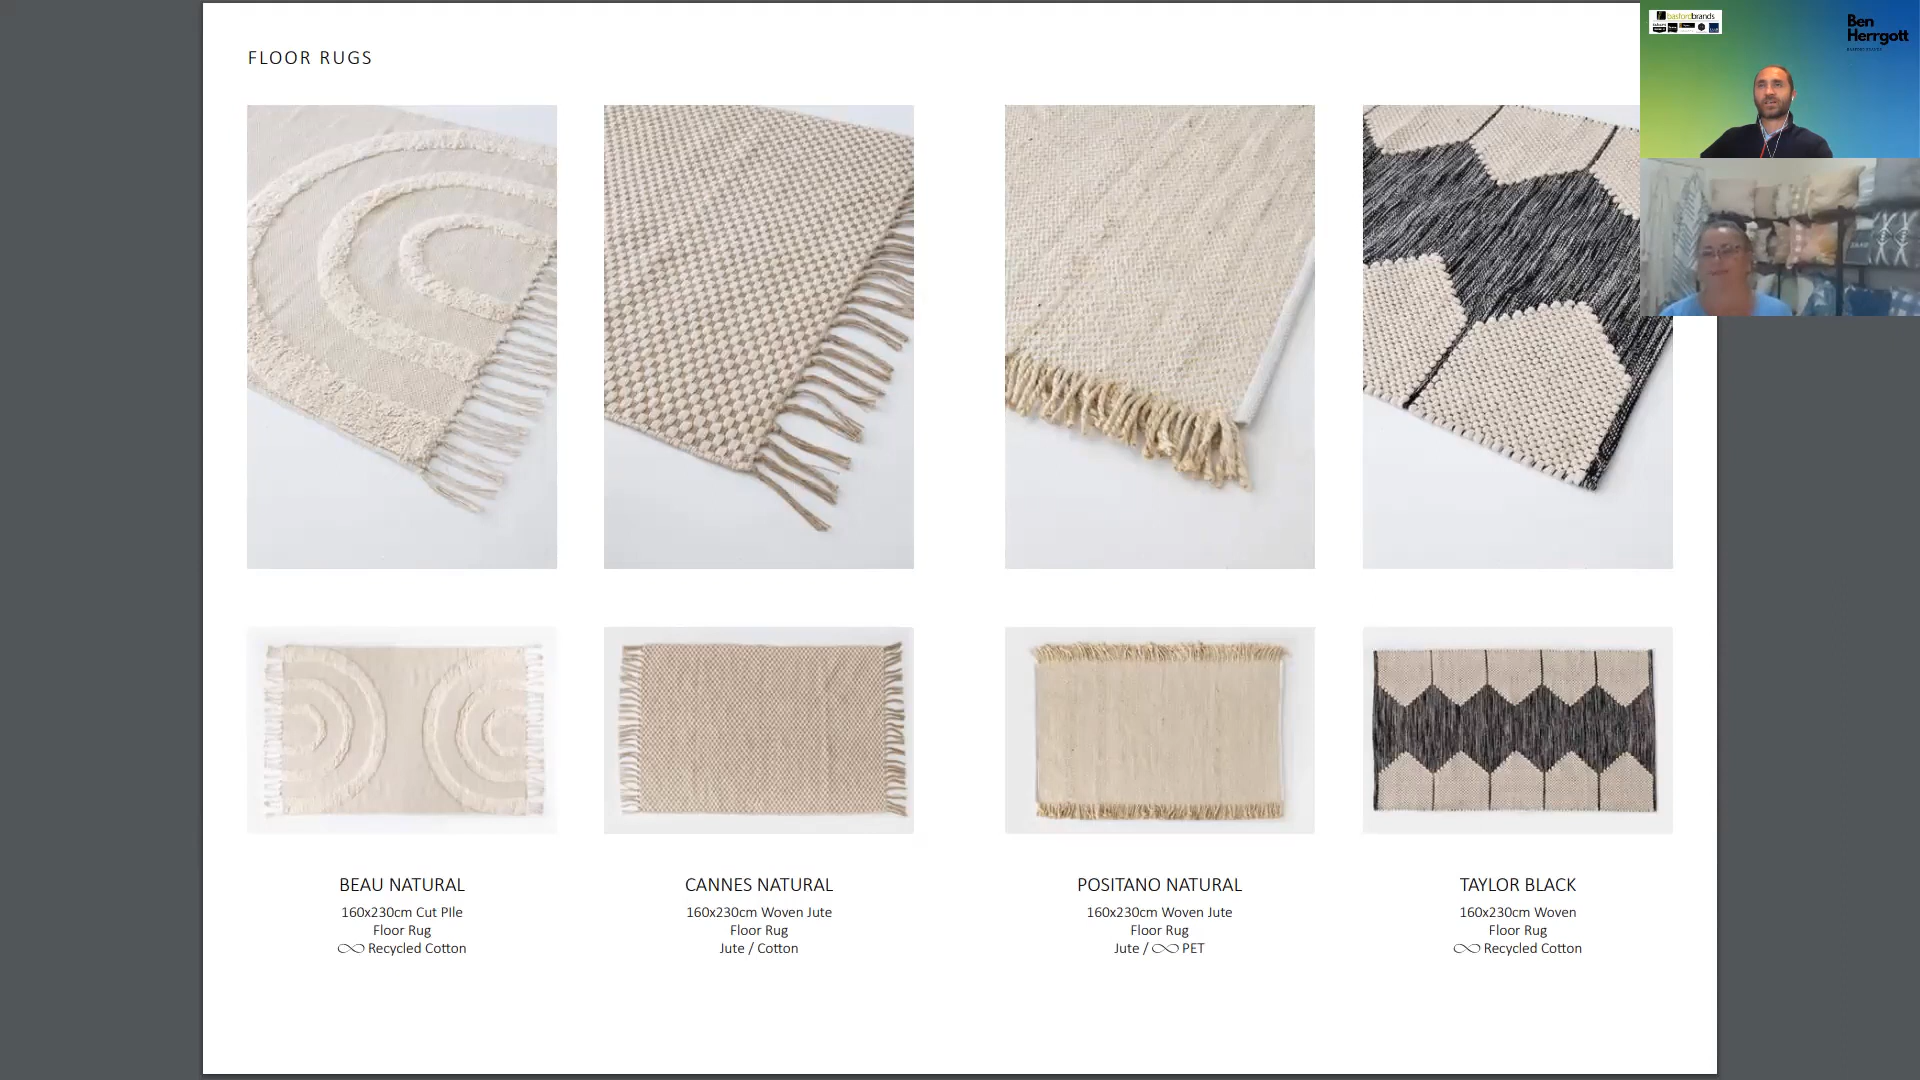 FLOOR RUGS
basfordbrands
Ben
Herrgott
BEAU NATURAL
160x230cm Cut PIle
Floor Rug
Recycled Cotton
CANNES NATURAL
160x230cm Woven Jute
Floor Rug
Jute / Cotton
POSITANO NATURAL
160x230cm Woven Jute
Floor Rug
Jute / PET
TAYLOR BLACK
160x230cm Woven
Floor Rug
Recycled Cotton